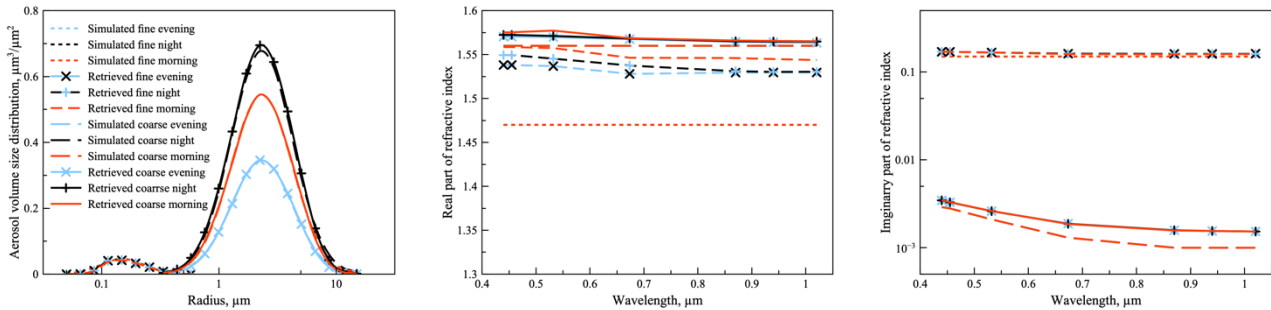 Aerosol volume size distribution, µm³/µm²
0.8
0.6
0.4
0.2
0
0.1
1
10
Radius, µm
Simulated fine evening
Simulated fine night
Simulated fine morning
Retrieved fine evening
Retrieved fine night
Retrieved fine morning
Simulated coarse evening
Simulated coarse night
Simulated coarse morning
Retrieved coarse evening
Retrieved coarrse night
Retrieved coarse morning
Real part of refractive index
1.6
1.55
1.5
1.45
1.4
1.35
1.3
0.4
0.5
0.6
0.7
0.8
0.9
1
Wavelength, µm
Imginarry part of refractive index
0.1
0.01
10⁻³
0.4
0.5
0.6
0.7
0.8
0.9
1
Wavelength, µm